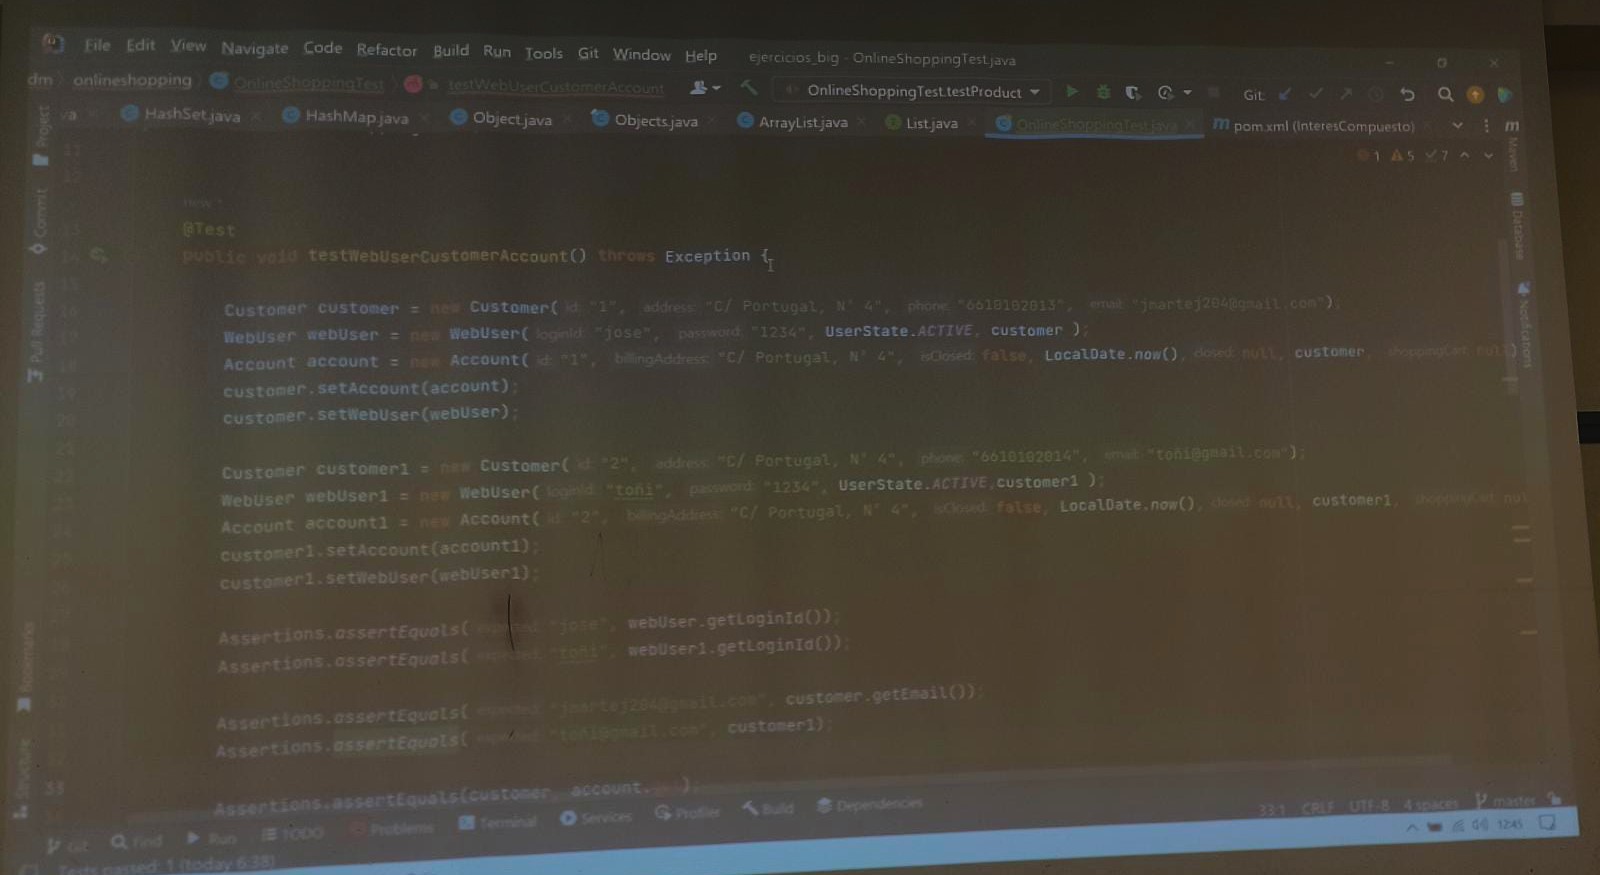 File Edit View Navigate Code Refactor Build Run Tools Git Window Help ejercicios_big - OnlineShoppingTest.java
dm onlineshopping OnlineShoppingTest testWebUserCustomerAccount OnlineShoppingTest.testProduct Git:
va HashSet.java HashMap.java Object.java Objects.java ArrayList.java List.java OnlineShoppingTest.java pom.xml (InteresCompuesto) m
1 5 7
new *
@Test
public void testWebUserCustomerAccount() throws Exception {
Customer customer = new Customer( id: "1", address: "C/ Portugal, Nº 4", phone: "6610102013", email: "jmartej204@gmail.com");
WebUser webUser = new WebUser( loginId: "jose", password: "1234", UserState.ACTIVE, customer );
Account account = new Account( id: "1", billingAddress: "C/ Portugal, Nº 4", isClosed: false, LocalDate.now(), closed: null, customer, shoppingCart: null)
customer.setAccount(account);
customer.setWebUser(webUser);
Customer customer1 = new Customer( id: "2", address: "C/ Portugal, Nº 4", phone: "6610102014", email: "toñi@gmail.com");
WebUser webUser1 = new WebUser( loginId: "toñi", password: "1234", UserState.ACTIVE,customer1 );
Account account1 = new Account( id: "2", billingAddress: "C/ Portugal, Nº 4", isClosed: false, LocalDate.now(), closed: null, customer1, shoppingCart: nul
customer1.setAccount(account1);
customer1.setWebUser(webUser1);
Assertions.assertEquals( expected: "jose", webUser.getLoginId());
Assertions.assertEquals( expected: "toñi", webUser1.getLoginId());
Assertions.assertEquals( expected: "jmartej204@gmail.com", customer.getEmail());
Assertions.assertEquals( expected: "toñi@gmail.com", customer1);
Assertions.assertEquals(customer, account. );
Project
Commit
Pull Requests
Bookmarks
Structure
Maven
Database
Notifications
Git Find Run TODO Problems Terminal Services Profiler Build Dependencies
Tests passed: 1 (today 6:38)
33:1 CRLF UTF-8 4 spaces master
12:45